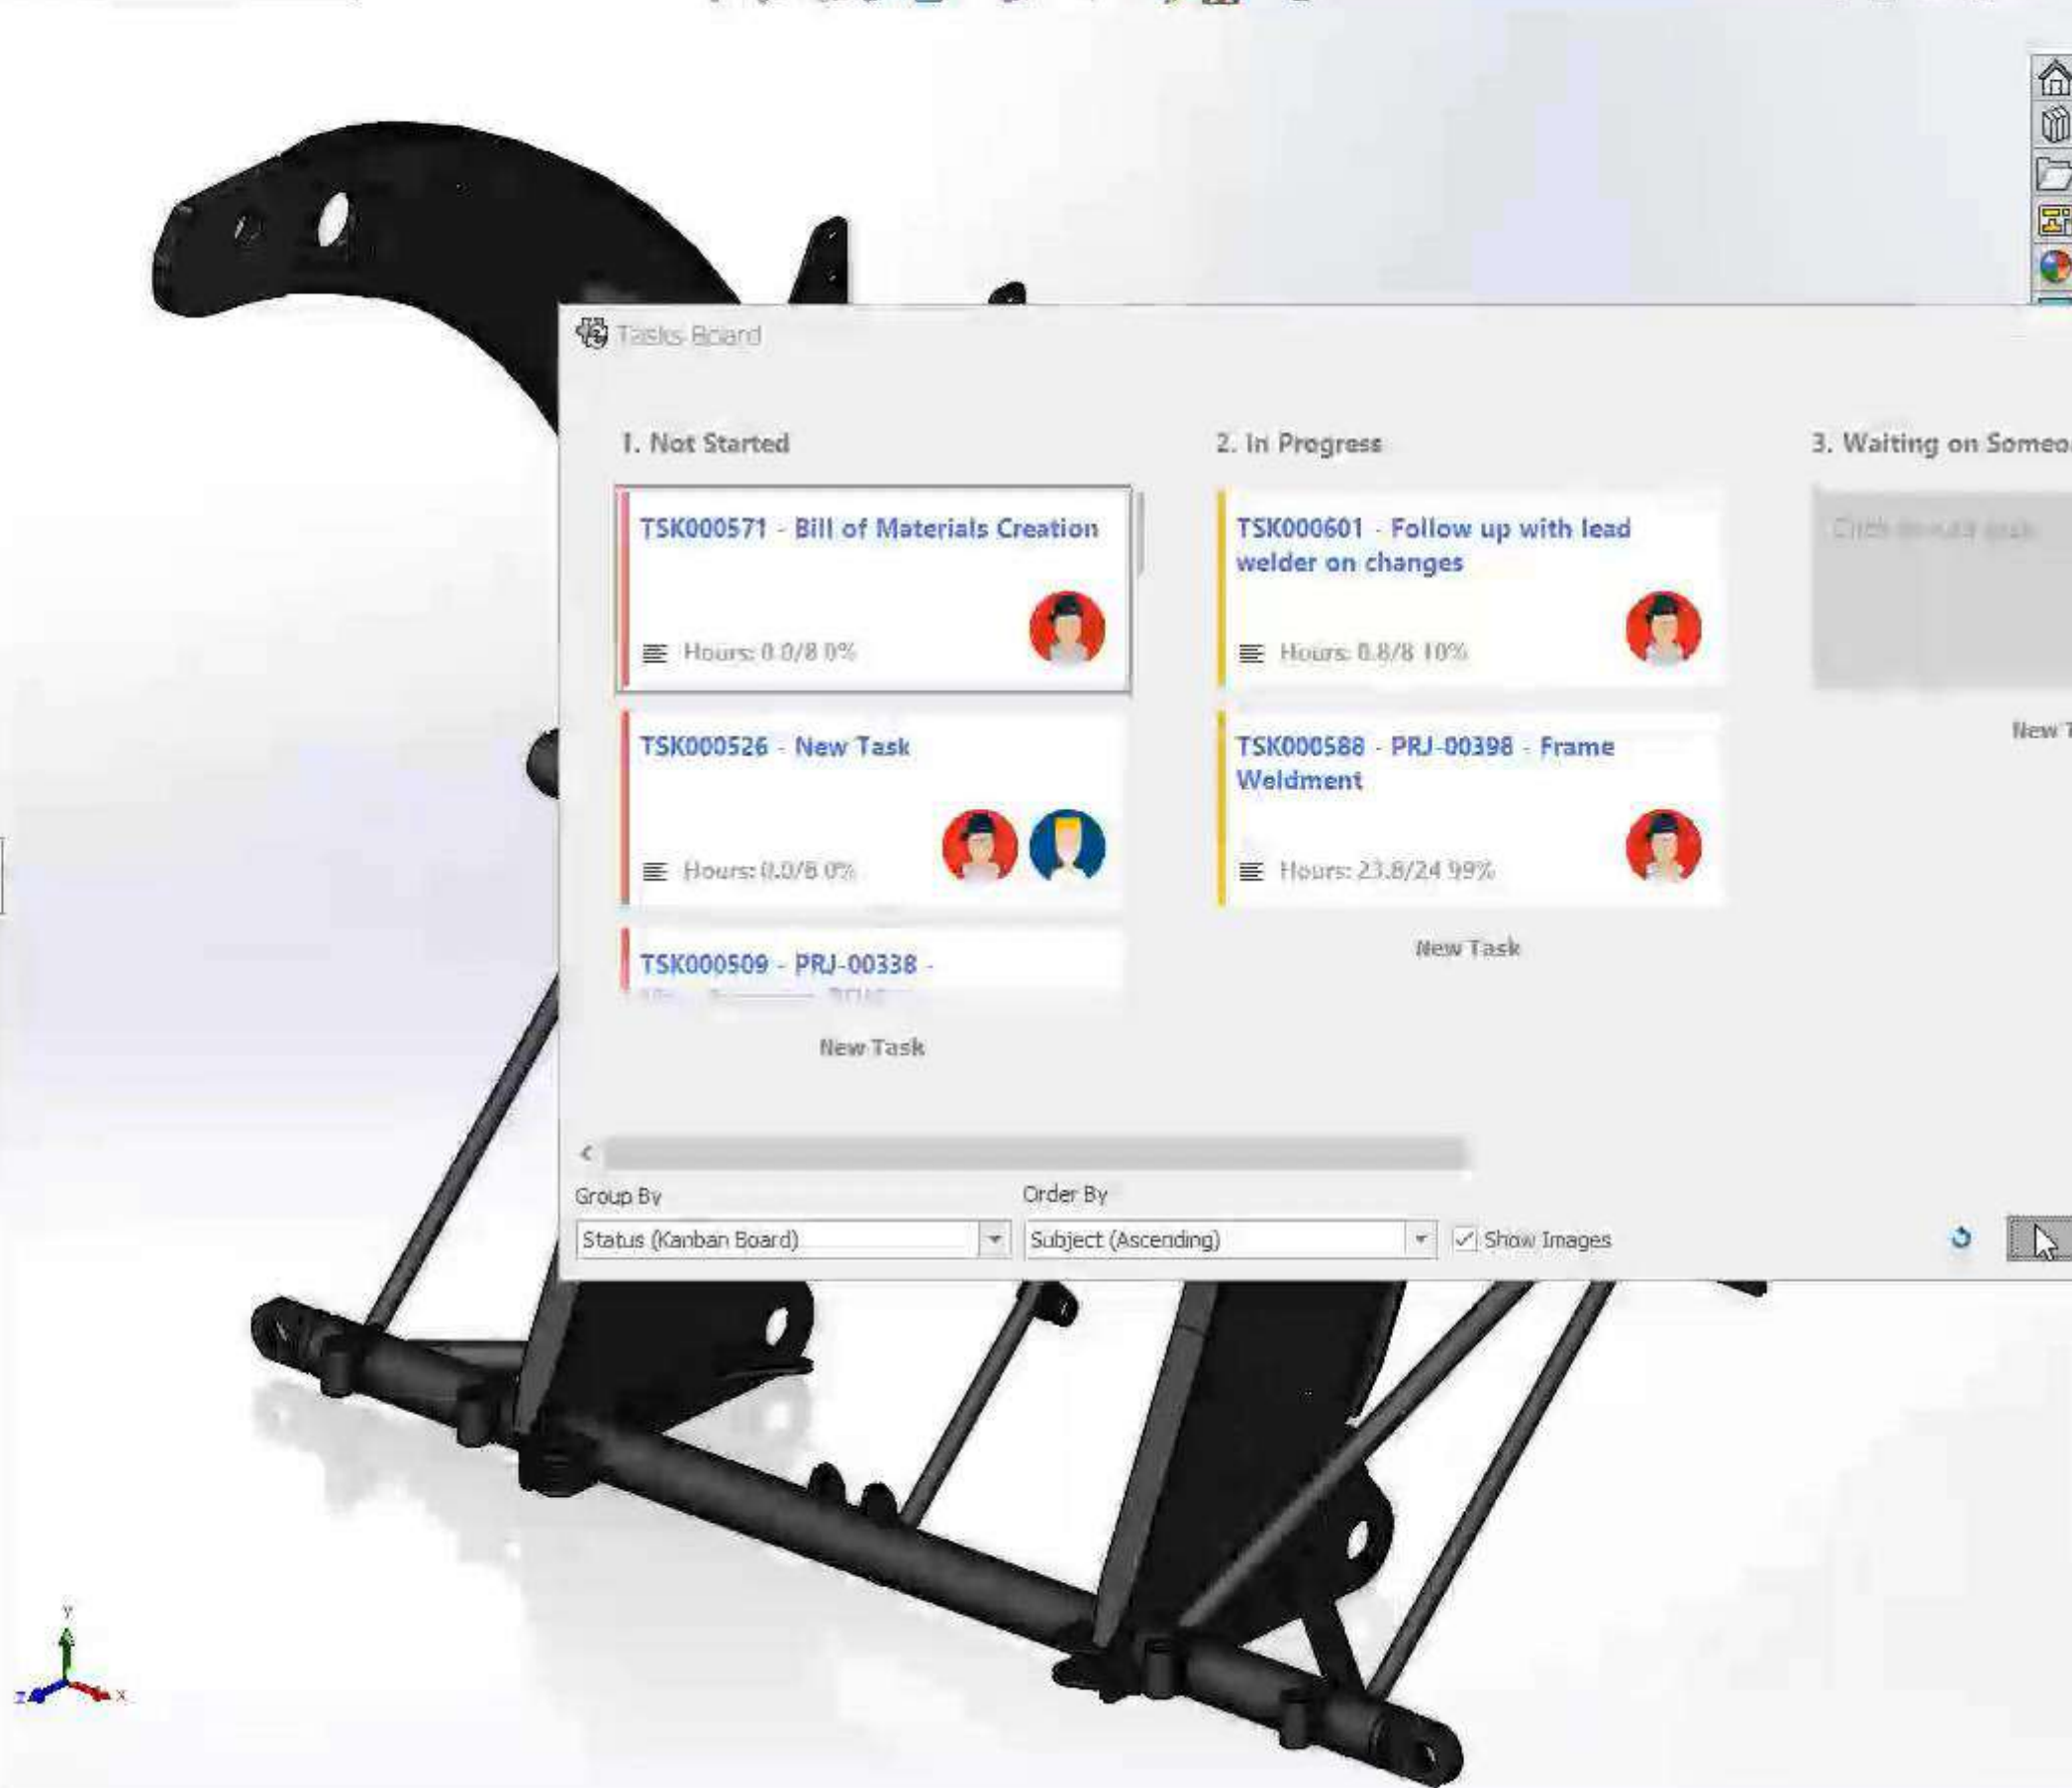 Tasks Board
1. Not Started
2. In Progress
3. Waiting on Someo
TSK000571 - Bill of Materials Creation
Hours: 0.0/8 0%
TSK000526 - New Task
Hours: 0.0/8 0%
TSK000509 - PRJ-00338 -
New Task
TSK000601 - Follow up with lead
welder on changes
Hours: 0.8/8 10%
TSK000588 - PRJ-00398 - Frame
Weldment
Hours: 23.8/24 99%
New Task
New T
Group By
Order By
Status (Kanban Board)
Subject (Ascending)
Show Images
Y
Z
X